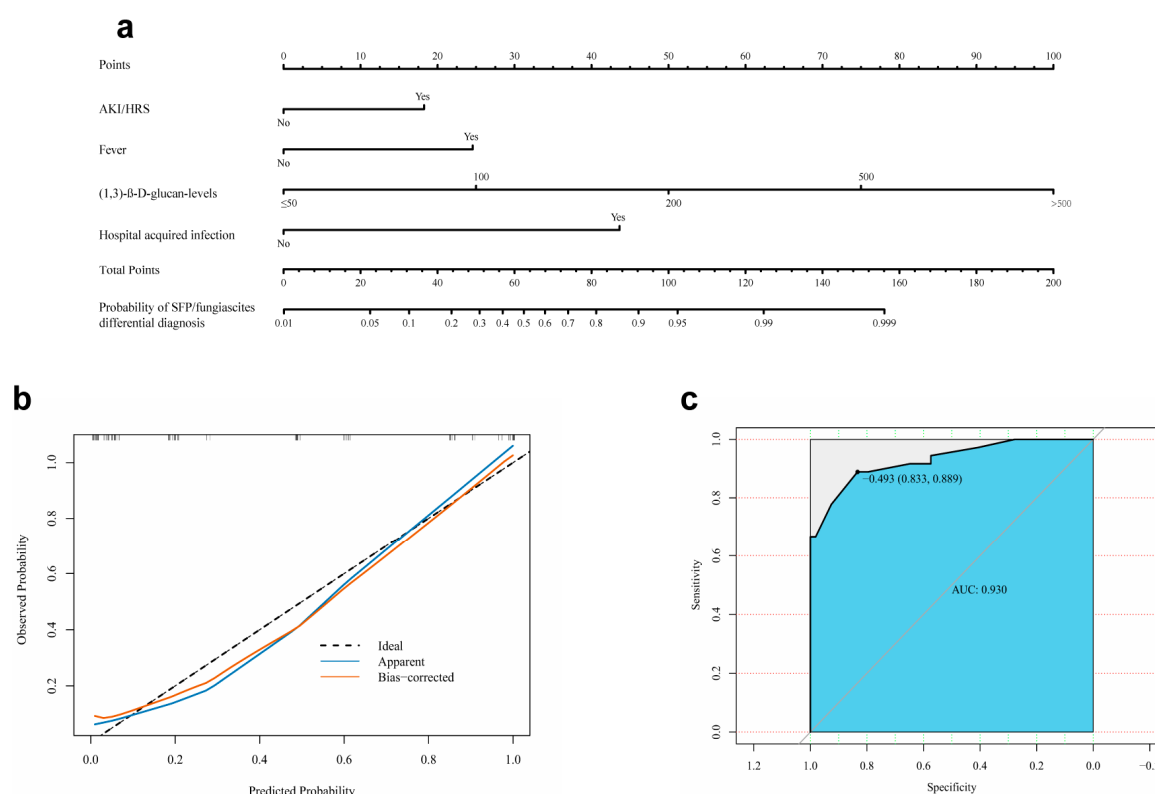 a
0 10 20 30 40 50 60 70 80 90 100
Points
Yes
AKI/HRS
No
Yes
Fever
No
100 500
(1,3)-ß-D-glucan-levels
≤50 200 >500
Yes
Hospital acquired infection
No
Total Points
0 20 40 60 80 100 120 140 160 180 200
Probability of SFP/fungiascites
differential diagnosis
0.01 0.05 0.1 0.2 0.3 0.4 0.5 0.6 0.7 0.8 0.9 0.95 0.99 0.999
b
Observed Probability
1.0
0.8
0.6
0.4
0.2
Ideal
Apparent
Bias−corrected
0.0 0.2 0.4 0.6 0.8 1.0
Predicted Probability
c
Sensitivity
1.0
0.8
0.6
0.4
0.2
0.0
−0.493 (0.833, 0.889)
AUC: 0.930
1.2 1.0 0.8 0.6 0.4 0.2 0.0
Specificity